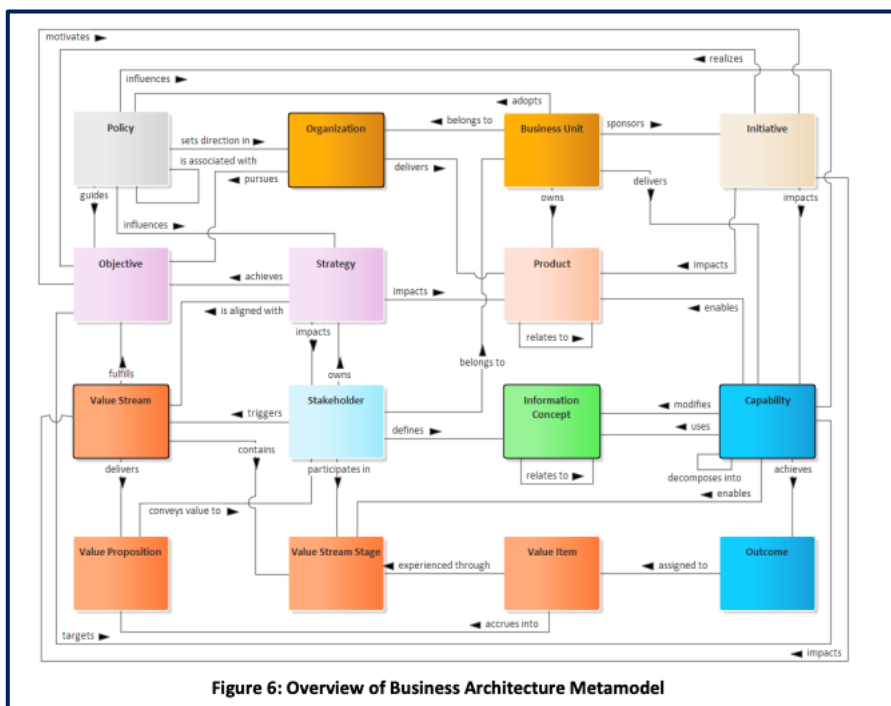 motivates
realizes
influences
adopts
Policy
Organization
belongs to
Business Unit
sponsors
Initiative
sets direction in
is associated with
delivers
pursues
delivers
guides
owns
impacts
influences
Objective
Strategy
Product
achieves
impacts
impacts
is aligned with
enables
impacts
relates to
belongs to
fulfills
owns
Value Stream
Stakeholder
Information
Concept
Capability
modifies
triggers
defines
uses
contains
delivers
participates in
relates to
decomposes into
achieves
enables
conveys value to
Value Proposition
Value Stream Stage
Value Item
Outcome
experienced through
assigned to
accrues into
targets
impacts
Figure 6: Overview of Business Architecture Metamodel